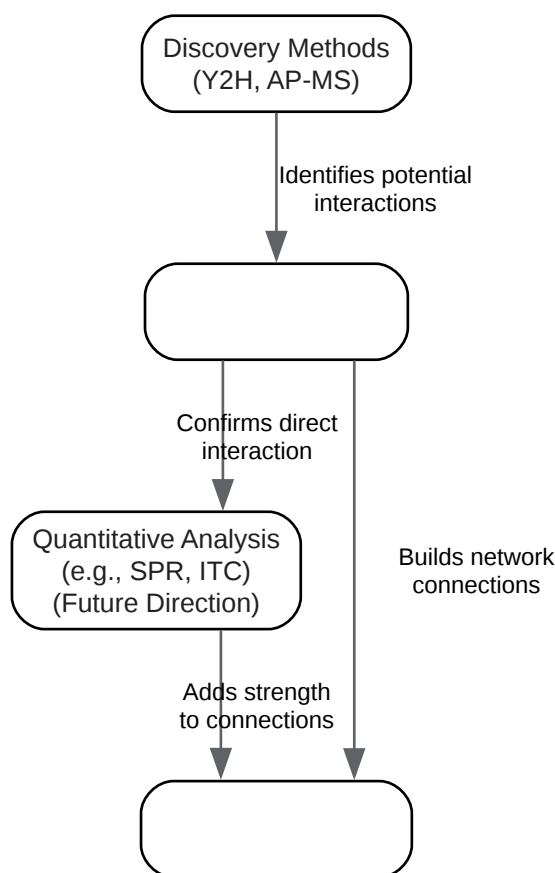 Discovery Methods
(Y2H, AP-MS)
Identifies potential
interactions
Confirms direct
interaction
Quantitative Analysis
(e.g., SPR, ITC)
(Future Direction)
Builds network
connections
Adds strength
to connections